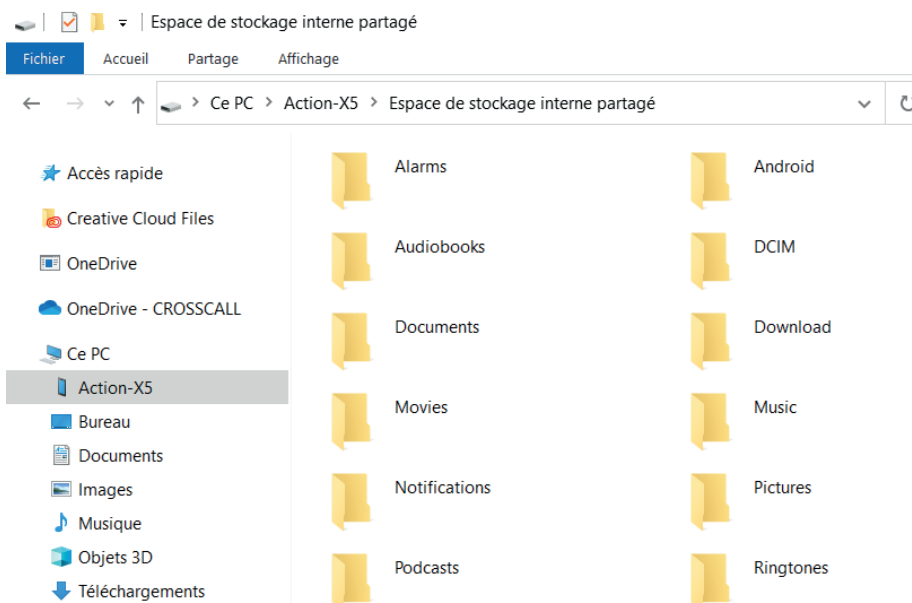 Espace de stockage interne partagé
Fichier Accueil Partage Affichage
Ce PC > Action-X5 > Espace de stockage interne partagé
Accès rapide
Creative Cloud Files
OneDrive
OneDrive - CROSSCALL
Ce PC
Action-X5
Bureau
Documents
Images
Musique
Objets 3D
Téléchargements
Alarms Android
Audiobooks DCIM
Documents Download
Movies Music
Notifications Pictures
Podcasts Ringtones